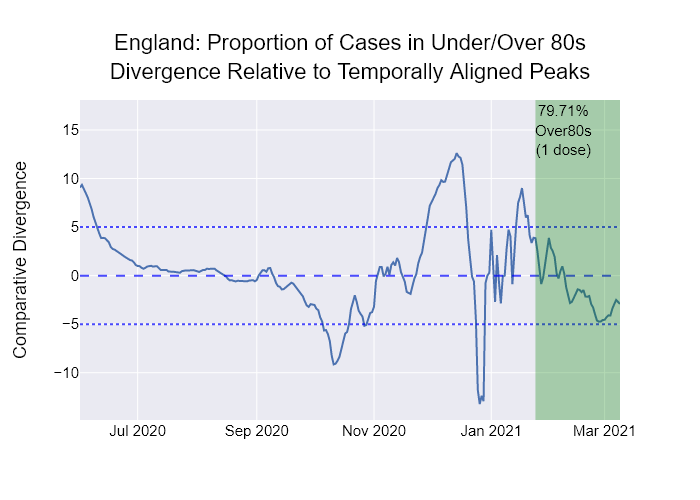 England: Proportion of Cases in Under/Over 80s
Divergence Relative to Temporally Aligned Peaks
79.71%
Over80s
(1 dose)
Comparative Divergence
15
10
5
0
−5
−10
Jul 2020
Sep 2020
Nov 2020
Jan 2021
Mar 2021